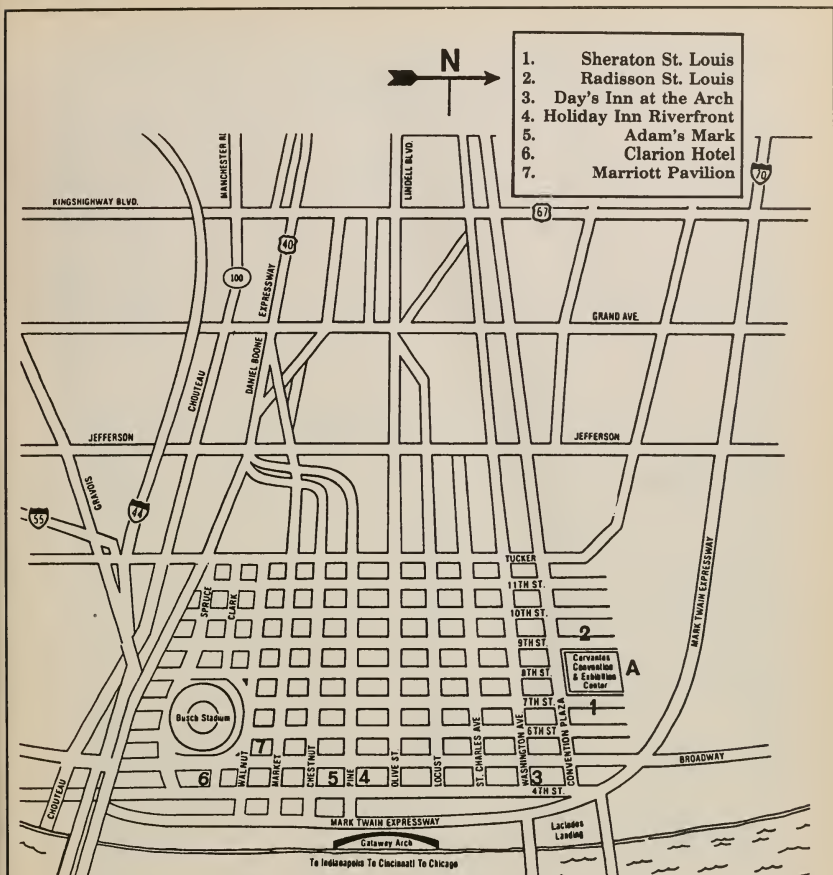 N
1. Sheraton St. Louis
2. Radisson St. Louis
3. Day's Inn at the Arch
4. Holiday Inn Riverfront
5. Adam's Mark
6. Clarion Hotel
7. Marriott Pavilion
MANCHESTER
LINDELL BLVD.
70
KINGSHIGHWAY BLVD.
67
40
100
EXPRESSWAY
GRAND AVE.
DANIEL BOONE
CHOUTEAU
JEFFERSON
JEFFERSON
GRAVOIS
44
55
MARK TWAIN EXPRESSWAY
TUCKER
11TH ST.
SPRUCE
CLARK
10TH ST.
2
9TH ST.
Cervantes
Convention
& Exhibition
Center
A
8TH ST.
7TH ST.
1
Busch Stadium
6TH ST.
CONVENTION PLAZA
WASHINGTON AVE
ST. CHARLES AVE
LOCUST
OLIVE ST.
PINE
CHESTNUT
MARKET
WALNUT
7
BROADWAY
6
5
4
3
CHOUTEAU
4TH ST.
MARK TWAIN EXPRESSWAY
Lacledes
Landing
Gataway Arch
To Indianapolis To Cincinnati To Chicago